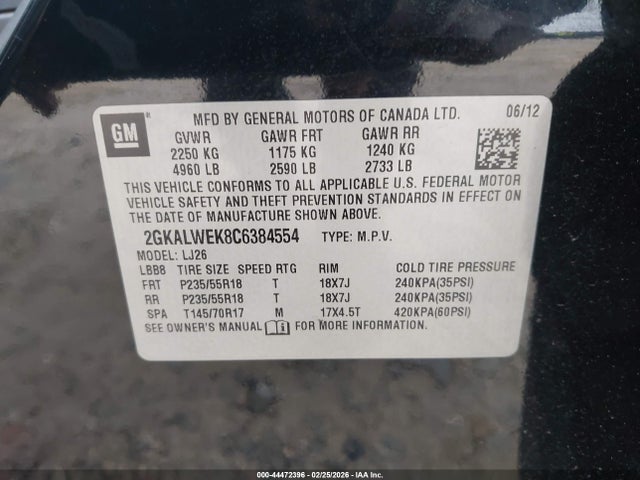 MFD BY GENERAL MOTORS OF CANADA LTD. 06/12
GM
GVWR GAWR FRT GAWR RR
2250 KG 1175 KG 1240 KG
4960 LB 2590 LB 2733 LB
THIS VEHICLE CONFORMS TO ALL APPLICABLE U.S. FEDERAL MOTOR
VEHICLE SAFETY AND THEFT PREVENTION STANDARDS IN EFFECT ON
THE DATE OF MANUFACTURE SHOWN ABOVE.
2GKALWEK8C6384554 TYPE: M.P.V.
MODEL: LJ26
LBB8 TIRE SIZE SPEED RTG RIM COLD TIRE PRESSURE
FRT P235/55R18 T 18X7J 240KPA(35PSI)
RR P235/55R18 T 18X7J 240KPA(35PSI)
SPA T145/70R17 M 17X4.5T 420KPA(60PSI)
SEE OWNER'S MANUAL FOR MORE INFORMATION.
000-44472396 - 02/25/2026 - IAA Inc.